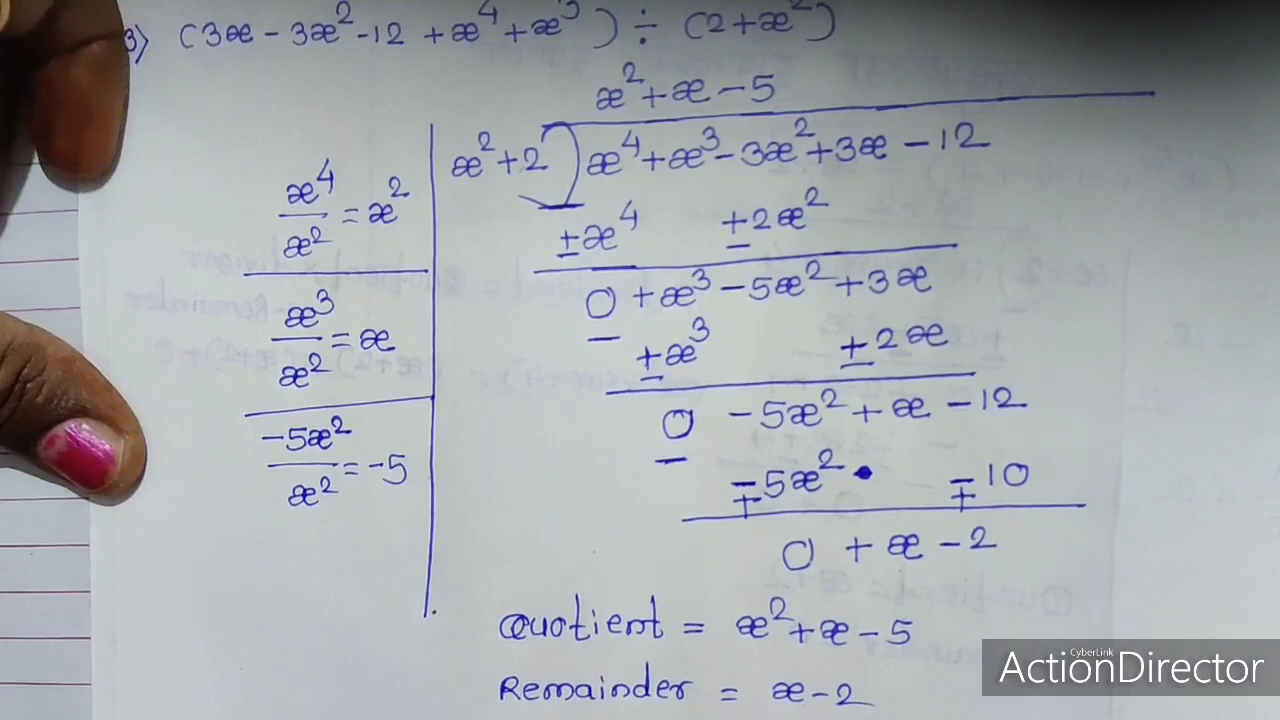 3) (3x - 3x² - 12 + x⁴ + x³) ÷ (2 + x²)
x² + x - 5
x² + 2 ) x⁴ + x³ - 3x² + 3x - 12
x⁴/x² = x²
± x⁴ ± 2x²
0 + x³ - 5x² + 3x
x³/x² = x
± x³ ± 2x
0 - 5x² + x - 12
-5x²/x² = -5
∓ 5x² ∓ 10
0 + x - 2
Quotient = x² + x - 5
Remainder = x - 2
CyberLink
ActionDirector